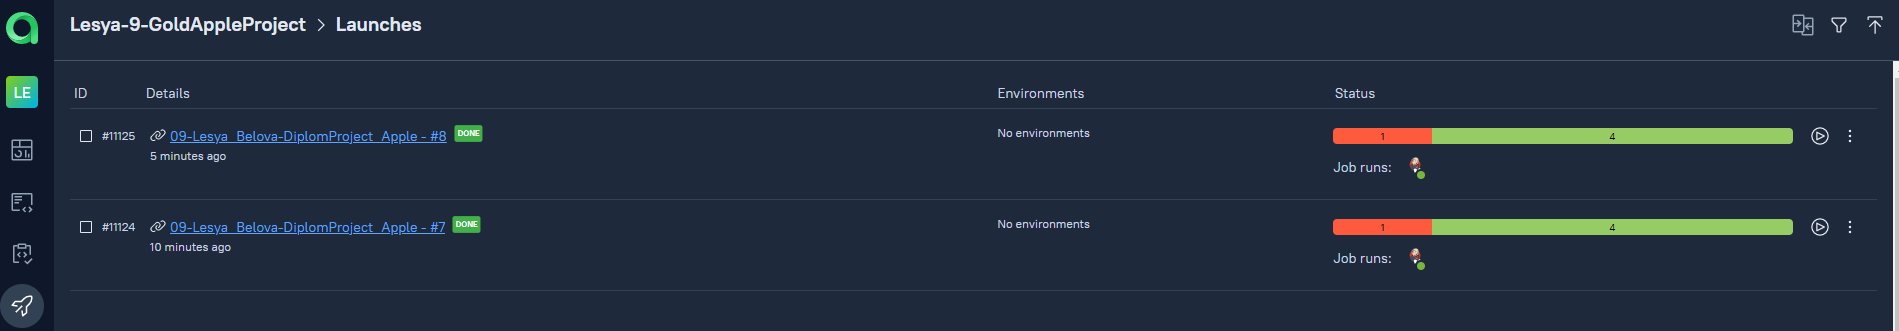 Lesya-9-GoldAppleProject > Launches
LE
ID Details Environments Status
#11125 09-Lesya_Belova-DiplomProject_Apple - #8 DONE No environments 1 4
5 minutes ago
Job runs:
#11124 09-Lesya_Belova-DiplomProject_Apple - #7 DONE No environments 1 4
10 minutes ago
Job runs: